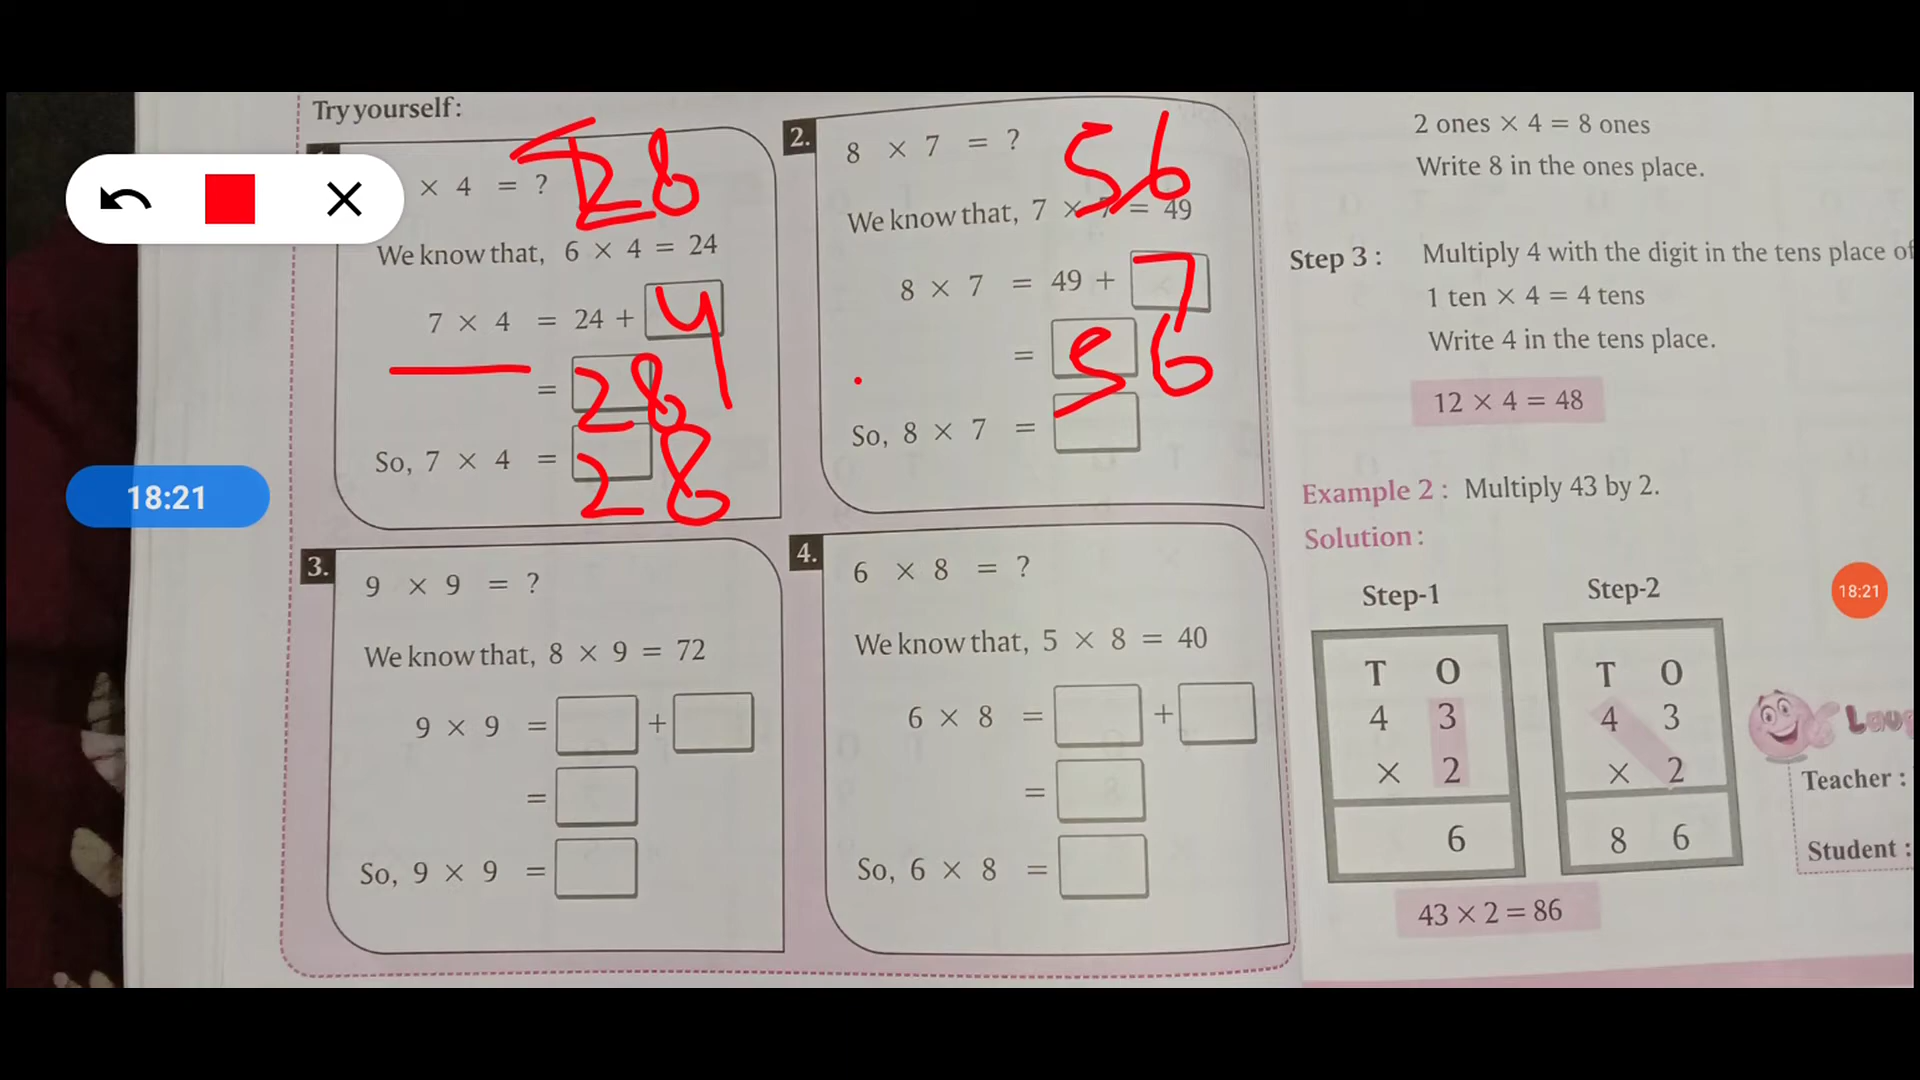 Try yourself :
× 4 = ? 28
We know that, 6 × 4 = 24
7 × 4 = 24 + 4
= 28
So, 7 × 4 = 28
2.
8 × 7 = ? 56
We know that, 7 × 7 = 49
8 × 7 = 49 + 7
= 56
So, 8 × 7 =
3.
9 × 9 = ?
We know that, 8 × 9 = 72
9 × 9 = +
=
So, 9 × 9 =
4.
6 × 8 = ?
We know that, 5 × 8 = 40
6 × 8 = +
=
So, 6 × 8 =
2 ones × 4 = 8 ones
Write 8 in the ones place.
Step 3 : Multiply 4 with the digit in the tens place of
1 ten × 4 = 4 tens
Write 4 in the tens place.
12 × 4 = 48
Example 2 : Multiply 43 by 2.
Solution :
Step-1
T O
4 3
× 2
6
Step-2
T O
4 3
× 2
8 6
43 × 2 = 86
Teacher :
Student :
18:21
18:21